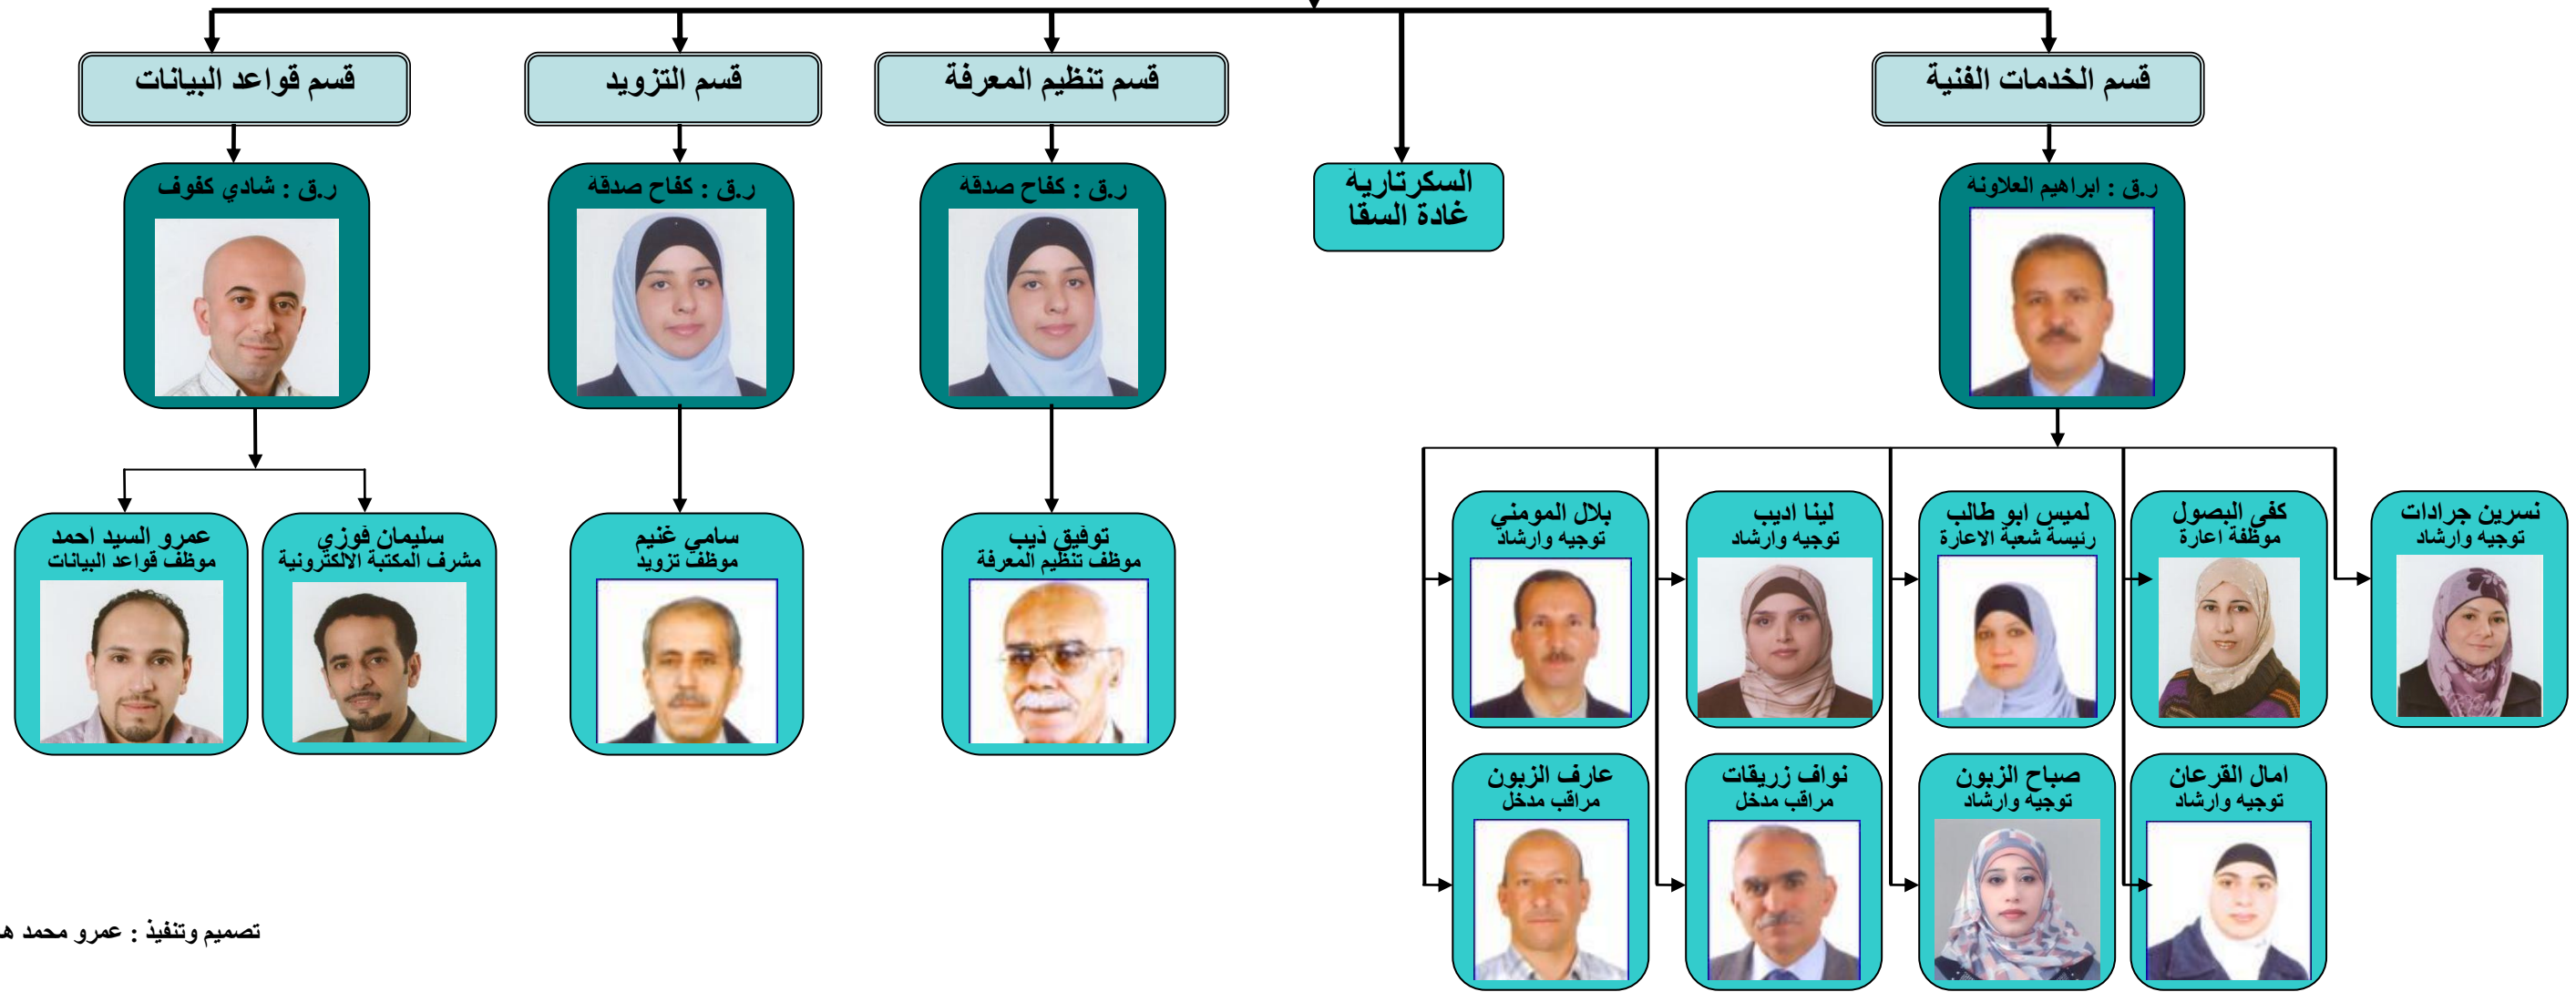 قسم الخدمات الفنية
قسم تنظيم المعرفة
قسم التزويد
قسم قواعد البيانات
ر.ق : ابراهيم العلاونة
السكرتارية
غادة السقا
ر.ق : كفاح صدقة
ر.ق : كفاح صدقة
ر.ق : شادي كفوف
نسرين جرادات
توجيه وارشاد
كفى البصول
موظفة اعارة
لميس ابو طالب
رئيسة شعبة الاعارة
لينا اديب
توجيه وارشاد
بلال المومني
توجيه وارشاد
توفيق ذيب
موظف تنظيم المعرفة
سامي غنيم
موظف تزويد
سليمان فوزي
مشرف المكتبة الالكترونية
عمرو السيد احمد
موظف قواعد البيانات
امال القرعان
توجيه وارشاد
صباح الزبون
توجيه وارشاد
نواف زريقات
مراقب مدخل
عارف الزبون
مراقب مدخل
تصميم وتنفيذ : عمرو محمد